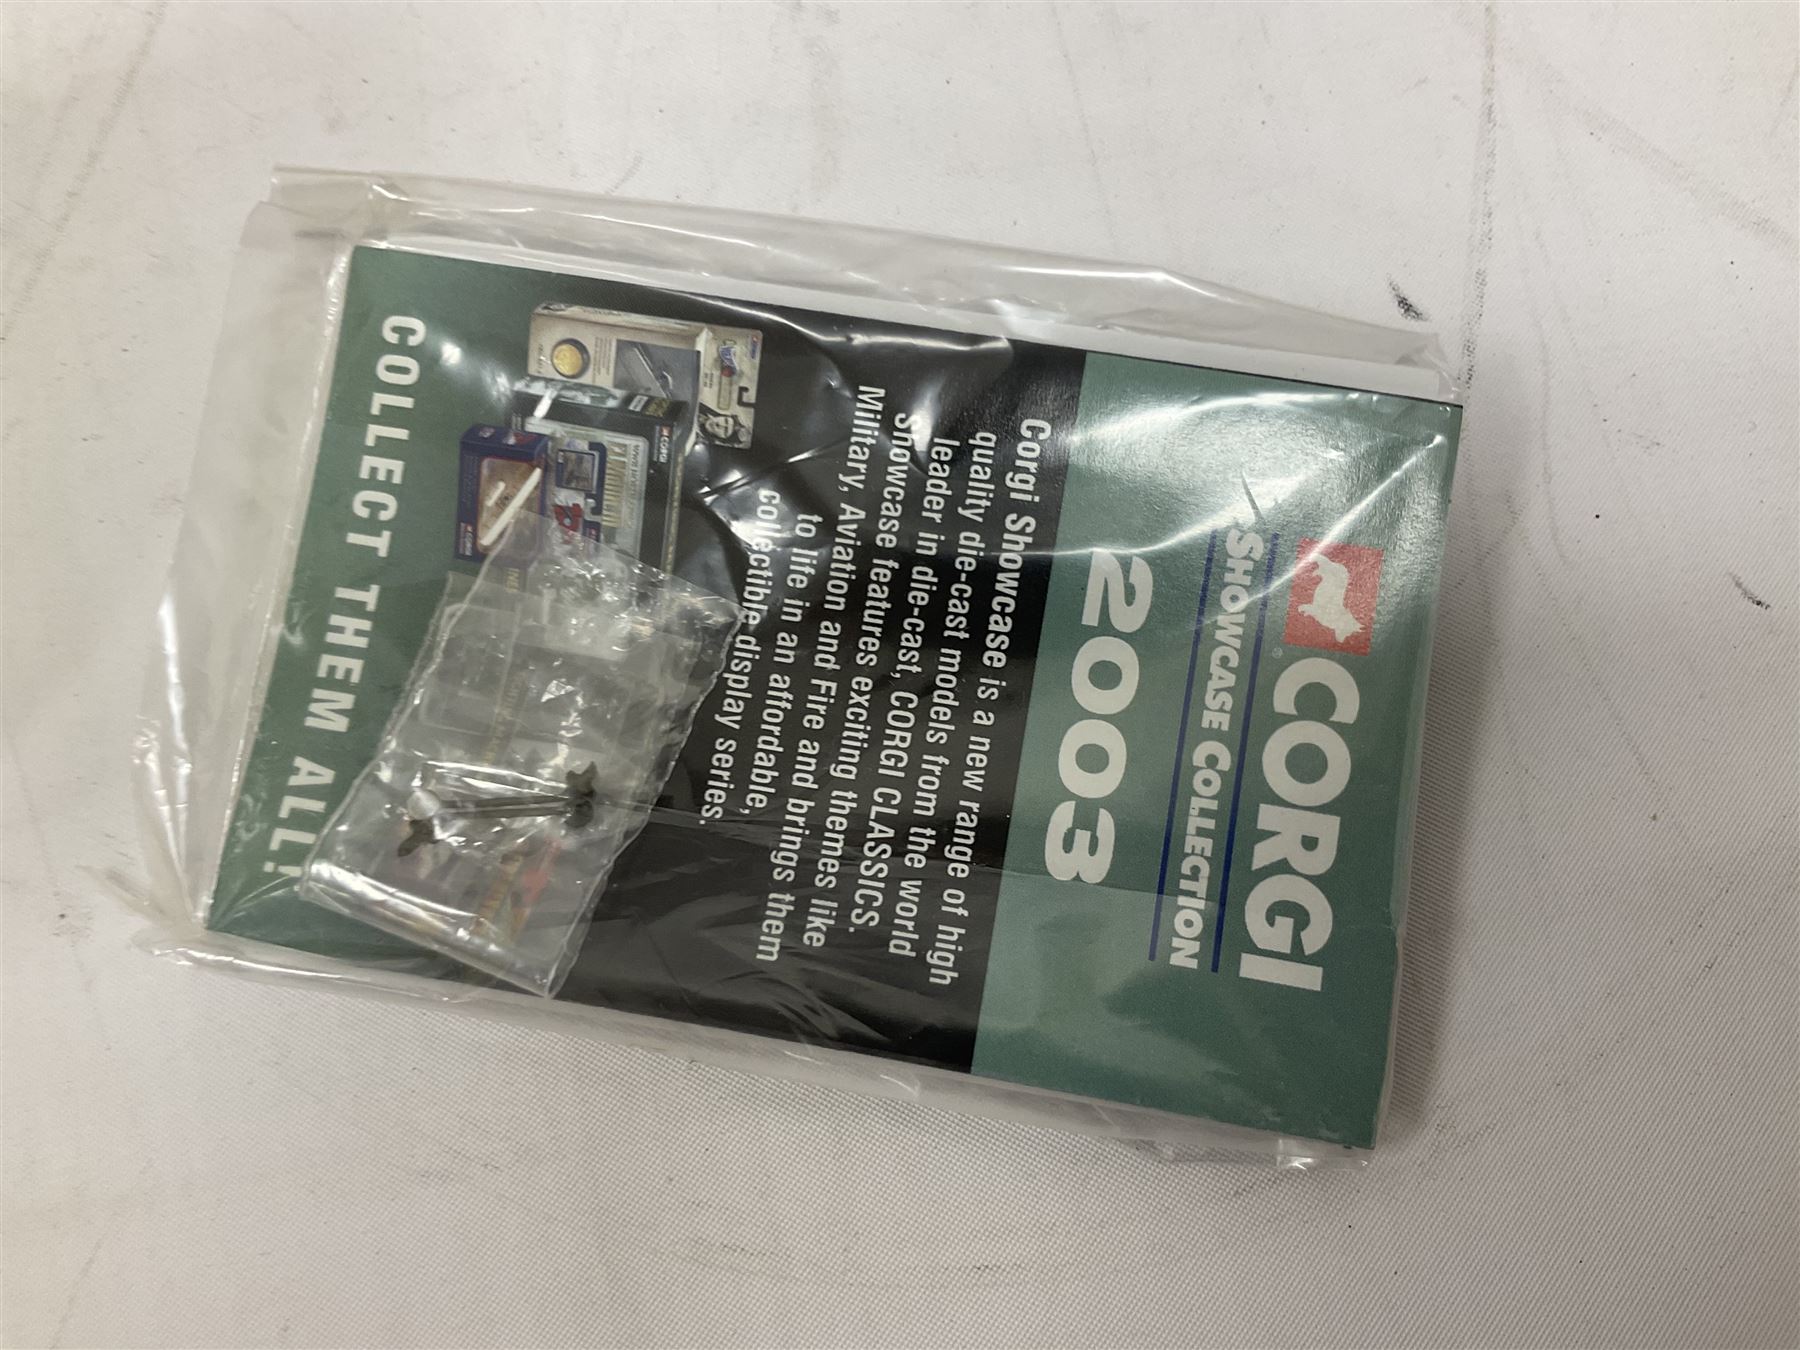 CORGI
SHOWCASE COLLECTION
2003
Corgi Showcase is a new range of high
quality die-cast models from the world
leader in die-cast, CORGI CLASSICS.
Showcase features exciting themes like
Military, Aviation and Fire and brings them
to life in an affordable,
collectible display series.
CORGI
CORGI
COLLECT THEM ALL!